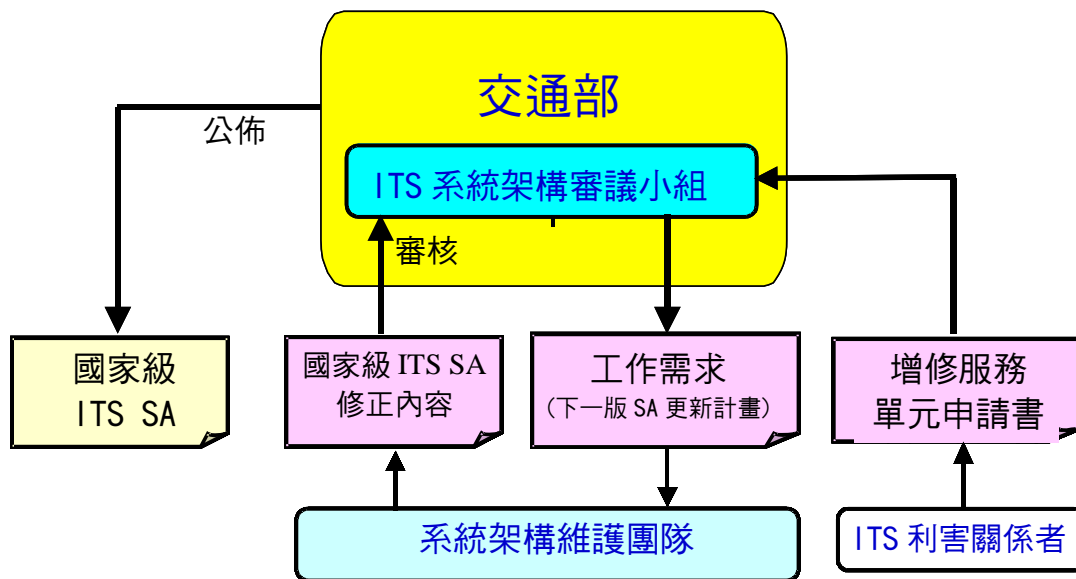 交通部
公佈
ITS 系統架構審議小組
審核
國家級
ITS SA
國家級 ITS SA
修正內容
工作需求
(下一版 SA 更新計畫)
增修服務
單元申請書
系統架構維護團隊
ITS 利害關係者